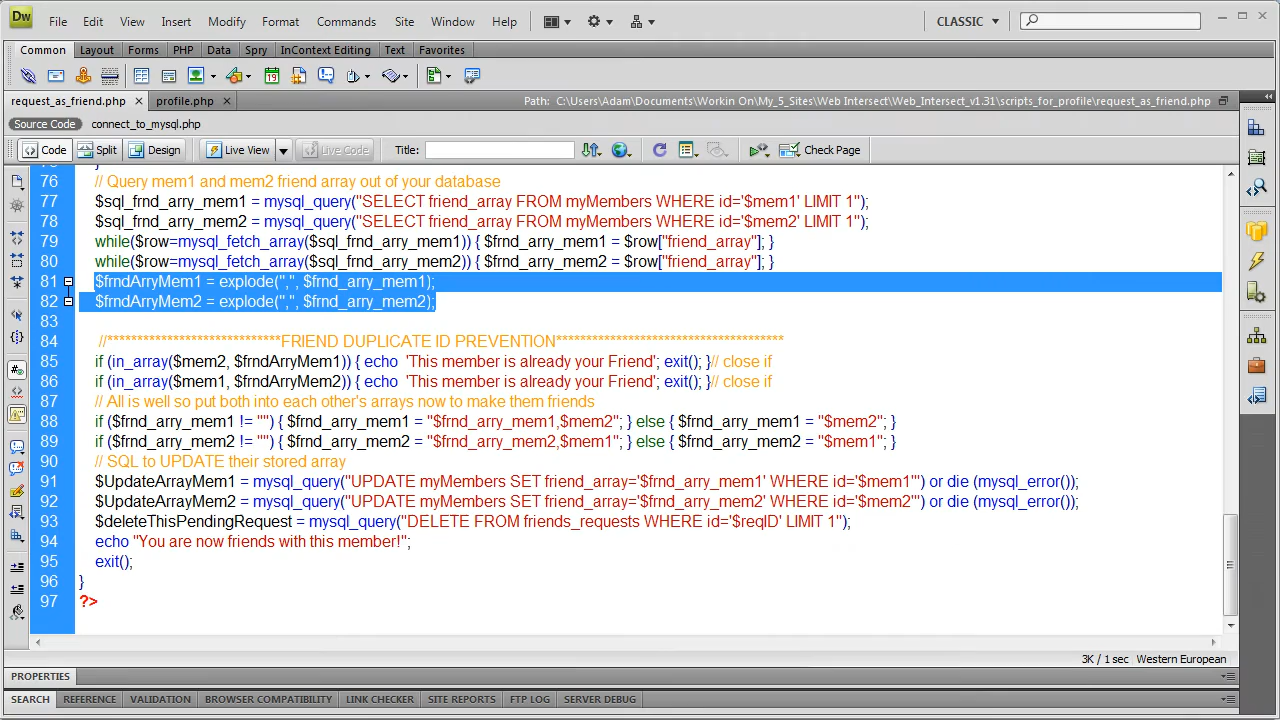 Dw File Edit View Insert Modify Format Commands Site Window Help CLASSIC
Common Layout Forms PHP Data Spry InContext Editing Text Favorites
request_as_friend.php profile.php Path: C:\Users\Adam\Documents\Workin On\My_5_Sites\Web Intersect\Web_Intersect_v1.31\scripts_for_profile\request_as_friend.php
Source Code connect_to_mysql.php
Code Split Design Live View Live Code Title: Check Page
76 // Query mem1 and mem2 friend array out of your database
77 $sql_frnd_arry_mem1 = mysql_query("SELECT friend_array FROM myMembers WHERE id='$mem1' LIMIT 1");
78 $sql_frnd_arry_mem2 = mysql_query("SELECT friend_array FROM myMembers WHERE id='$mem2' LIMIT 1");
79 while($row=mysql_fetch_array($sql_frnd_arry_mem1)) { $frnd_arry_mem1 = $row["friend_array"]; }
80 while($row=mysql_fetch_array($sql_frnd_arry_mem2)) { $frnd_arry_mem2 = $row["friend_array"]; }
81 $frndArryMem1 = explode(",", $frnd_arry_mem1);
82 $frndArryMem2 = explode(",", $frnd_arry_mem2);
83
84 //*****************************FRIEND DUPLICATE ID PREVENTION**************************************
85 if (in_array($mem2, $frndArryMem1)) { echo 'This member is already your Friend'; exit(); }// close if
86 if (in_array($mem1, $frndArryMem2)) { echo 'This member is already your Friend'; exit(); }// close if
87 // All is well so put both into each other's arrays now to make them friends
88 if ($frnd_arry_mem1 != "") { $frnd_arry_mem1 = "$frnd_arry_mem1,$mem2"; } else { $frnd_arry_mem1 = "$mem2"; }
89 if ($frnd_arry_mem2 != "") { $frnd_arry_mem2 = "$frnd_arry_mem2,$mem1"; } else { $frnd_arry_mem2 = "$mem1"; }
90 // SQL to UPDATE their stored array
91 $UpdateArrayMem1 = mysql_query("UPDATE myMembers SET friend_array='$frnd_arry_mem1' WHERE id='$mem1'") or die (mysql_error());
92 $UpdateArrayMem2 = mysql_query("UPDATE myMembers SET friend_array='$frnd_arry_mem2' WHERE id='$mem2'") or die (mysql_error());
93 $deleteThisPendingRequest = mysql_query("DELETE FROM friends_requests WHERE id='$reqID' LIMIT 1");
94 echo "You are now friends with this member!";
95 exit();
96 }
97 ?>
3K / 1 sec Western European
PROPERTIES
SEARCH REFERENCE VALIDATION BROWSER COMPATIBILITY LINK CHECKER SITE REPORTS FTP LOG SERVER DEBUG